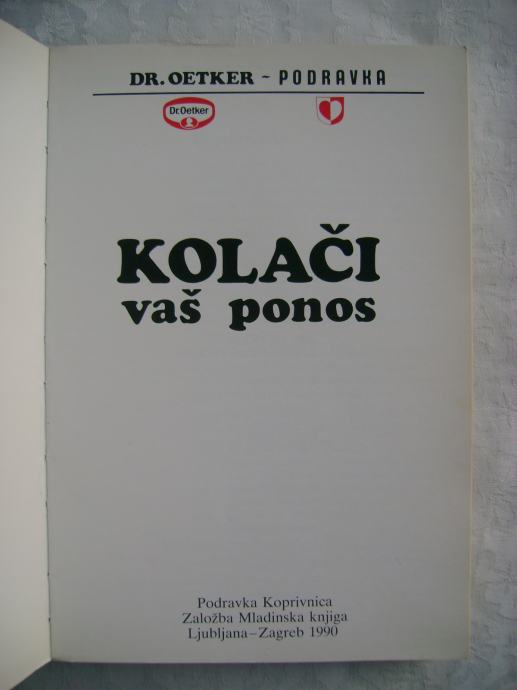 DR. OETKER – PODRAVKA
Dr.Oetker
KOLAČI
vaš ponos
Podravka Koprivnica
Založba Mladinska knjiga
Ljubljana–Zagreb 1990